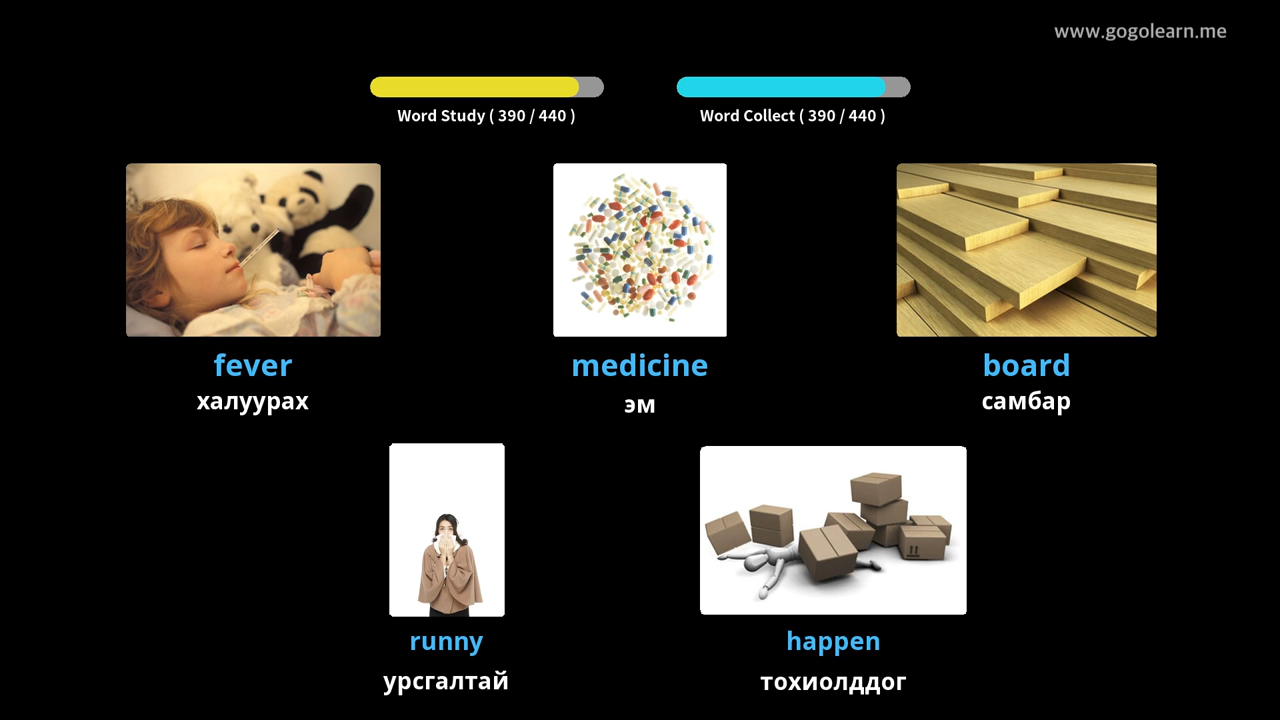 www.gogolearn.me
Word Study ( 390 / 440 )
Word Collect ( 390 / 440 )
fever
халуурах
medicine
эм
board
самбар
runny
урсгалтай
happen
тохиолддог